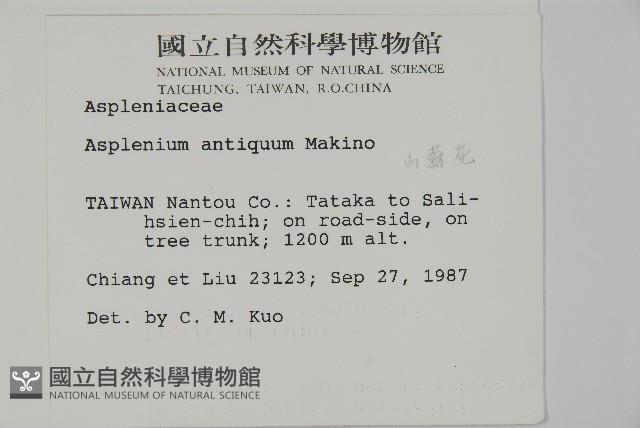 國立自然科學博物館
NATIONAL MUSEUM OF NATURAL SCIENCE
TAICHUNG, TAIWAN, R.O.CHINA
Aspleniaceae
Asplenium antiquum Makino
山蘇花
TAIWAN Nantou Co.: Tataka to Sali-
hsien-chih; on road-side, on
tree trunk; 1200 m alt.
Chiang et Liu 23123; Sep 27, 1987
Det. by C. M. Kuo
國立自然科學博物館
NATIONAL MUSEUM OF NATURAL SCIENCE